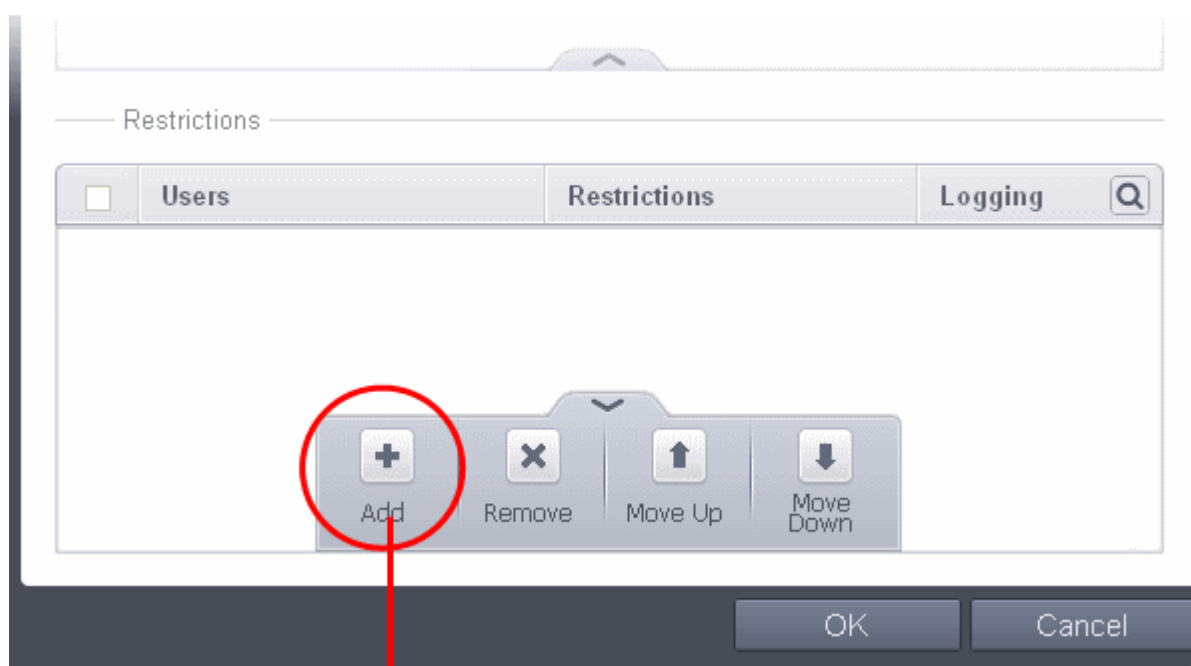 Restrictions
Users Restrictions Logging
Add Remove Move Up Move
Down
OK Cancel